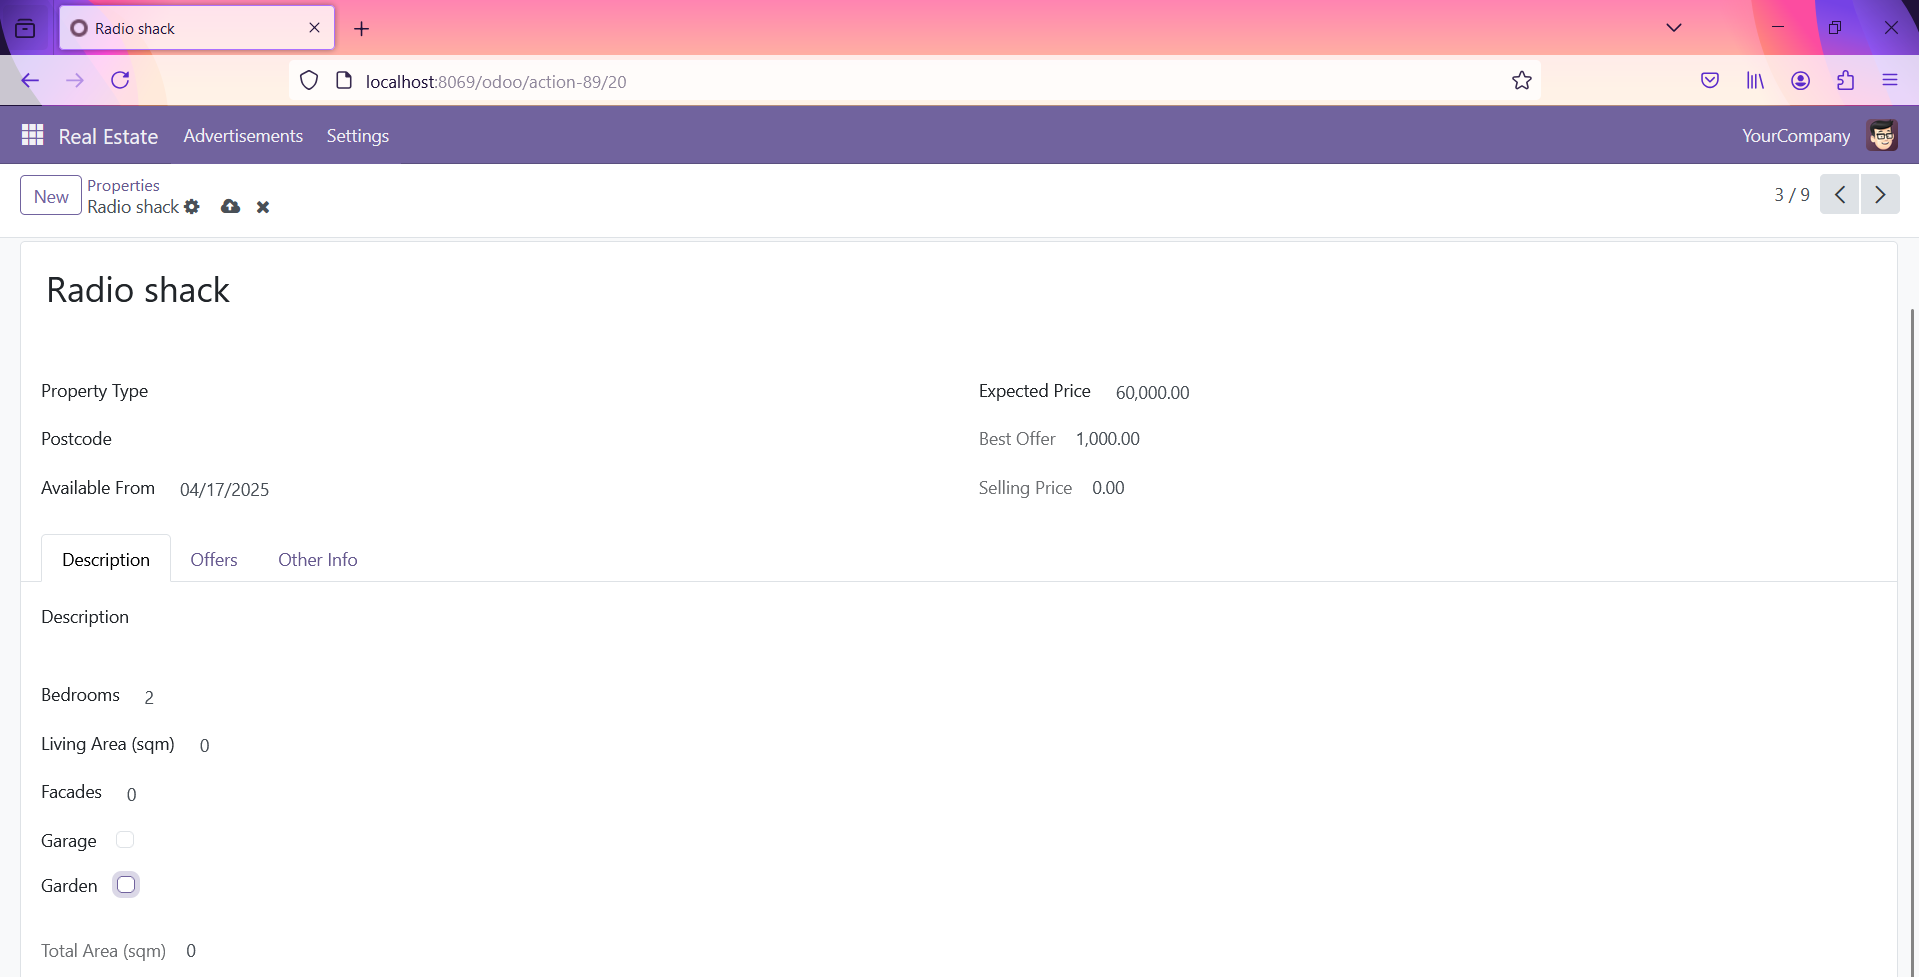 Radio shack
localhost:8069/odoo/action-89/20
Real Estate Advertisements Settings YourCompany
New Properties
Radio shack
3 / 9
Radio shack
Property Type
Expected Price 60,000.00
Postcode
Best Offer 1,000.00
Available From 04/17/2025
Selling Price 0.00
Description Offers Other Info
Description
Bedrooms 2
Living Area (sqm) 0
Facades 0
Garage
Garden
Total Area (sqm) 0